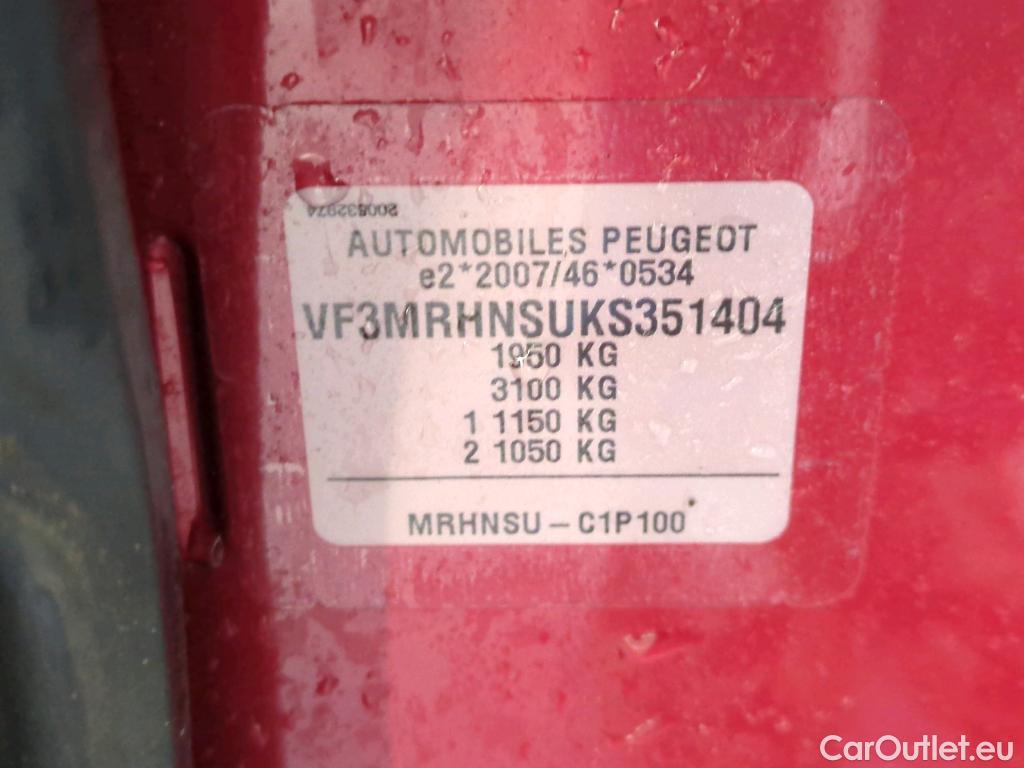 200832974
AUTOMOBILES PEUGEOT
e2*2007/46*0534
VF3MRHNSUKS351404
1950 KG
3100 KG
1 1150 KG
2 1050 KG
MRHNSU – C1P100
CarOutlet.eu